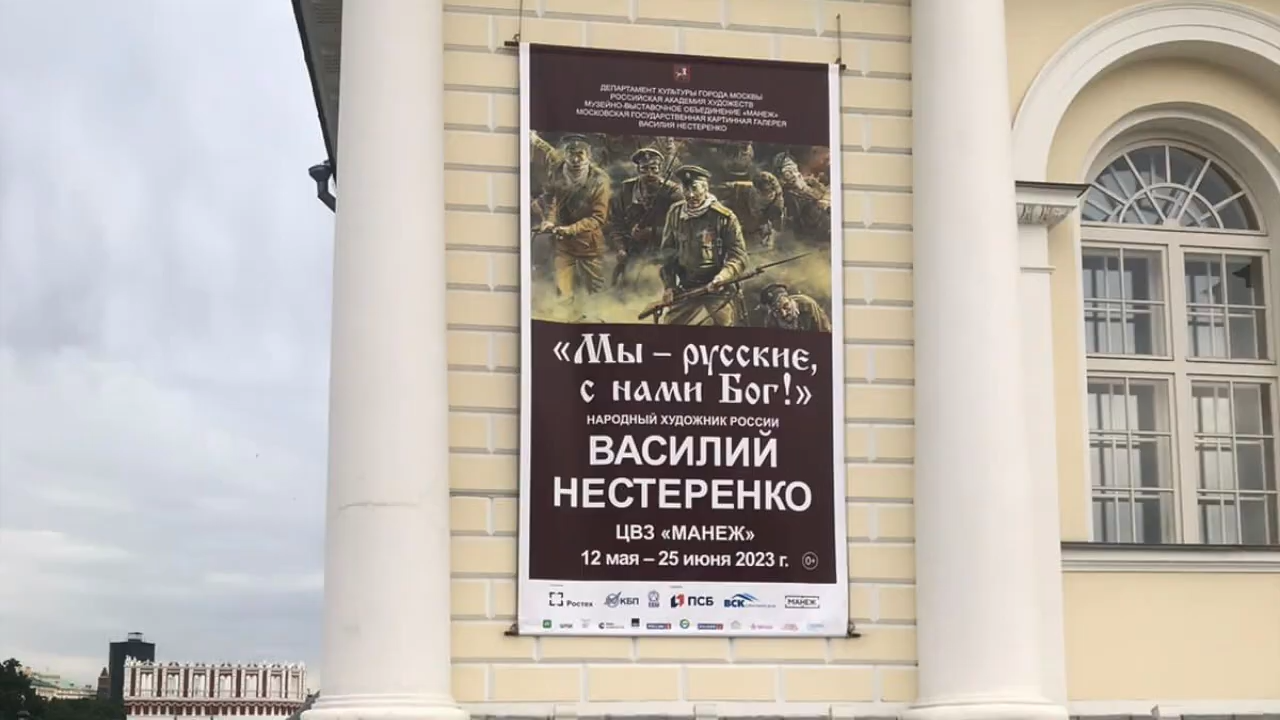 ДЕПАРТАМЕНТ КУЛЬТУРЫ ГОРОДА МОСКВЫ
РОССИЙСКАЯ АКАДЕМИЯ ХУДОЖЕСТВ
МУЗЕЙНО-ВЫСТАВОЧНОЕ ОБЪЕДИНЕНИЕ «МАНЕЖ»
МОСКОВСКАЯ ГОСУДАРСТВЕННАЯ КАРТИННАЯ ГАЛЕРЕЯ
ВАСИЛИЯ НЕСТЕРЕНКО
«Мы – русские,
с нами Бог!»
НАРОДНЫЙ ХУДОЖНИК РОССИИ
ВАСИЛИЙ
НЕСТЕРЕНКО
ЦВЗ «МАНЕЖ»
12 мая – 25 июня 2023 г. 0+
Ростех КБП ПСБ ВСК МАНЕЖ